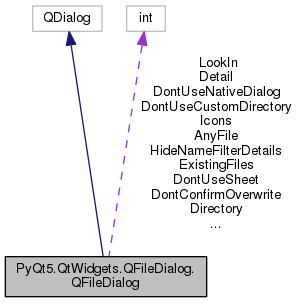 QDialog
int
LookIn
Detail
DontUseNativeDialog
DontUseCustomDirectory
Icons
AnyFile
HideNameFilterDetails
ExistingFiles
DontUseSheet
DontConfirmOverwrite
Directory
...
PyQt5.QtWidgets.QFileDialog.
QFileDialog